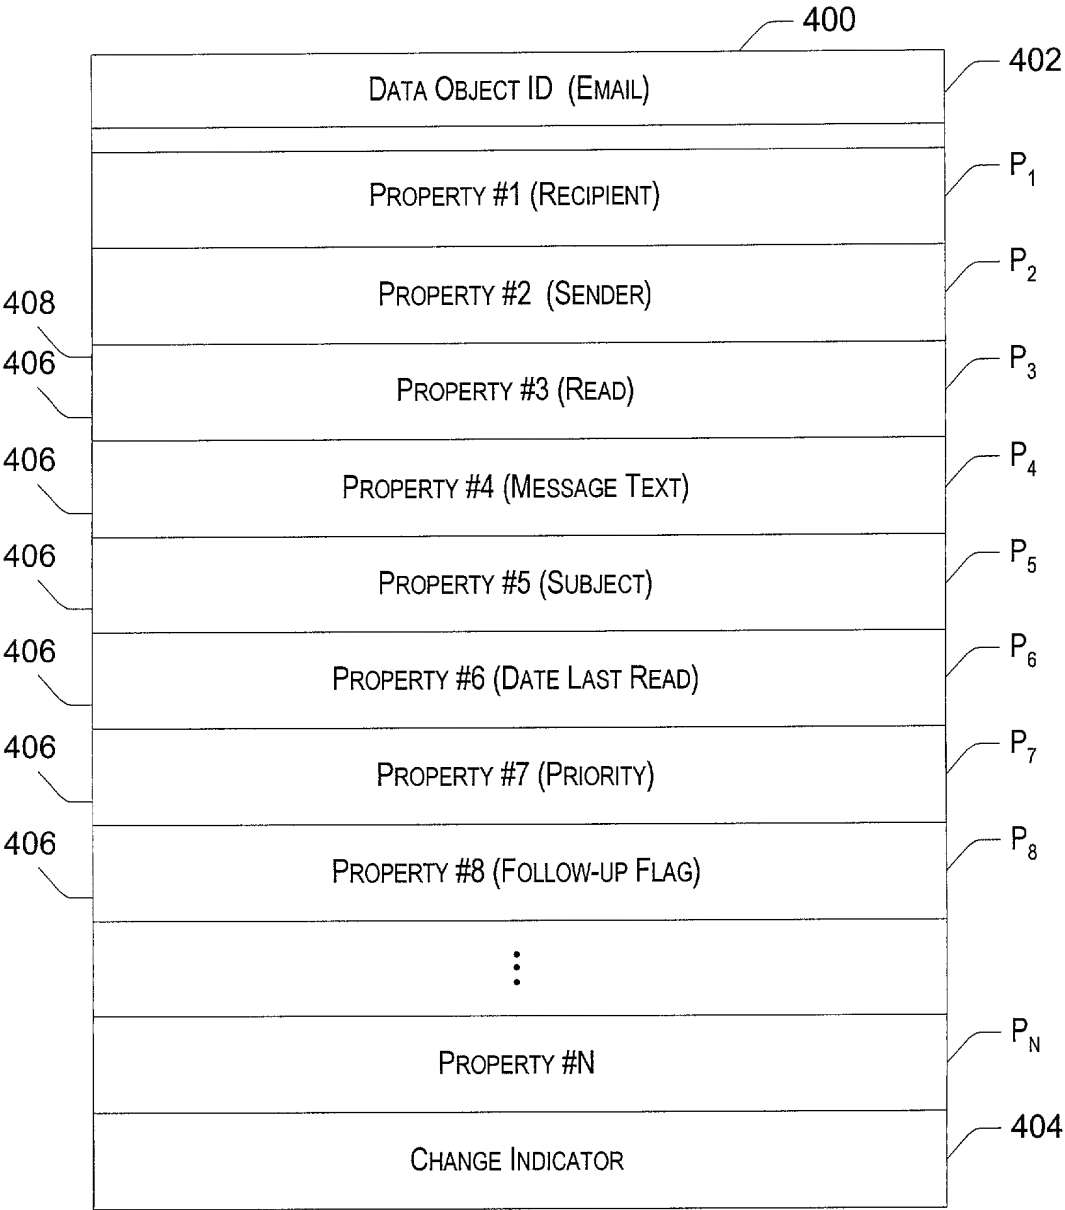 400
DATA OBJECT ID (EMAIL)
402
PROPERTY #1 (RECIPIENT)
P1
PROPERTY #2 (SENDER)
P2
408
406
PROPERTY #3 (READ)
P3
406
PROPERTY #4 (MESSAGE TEXT)
P4
406
PROPERTY #5 (SUBJECT)
P5
406
PROPERTY #6 (DATE LAST READ)
P6
406
PROPERTY #7 (PRIORITY)
P7
406
PROPERTY #8 (FOLLOW-UP FLAG)
P8
⋮
PROPERTY #N
PN
CHANGE INDICATOR
404